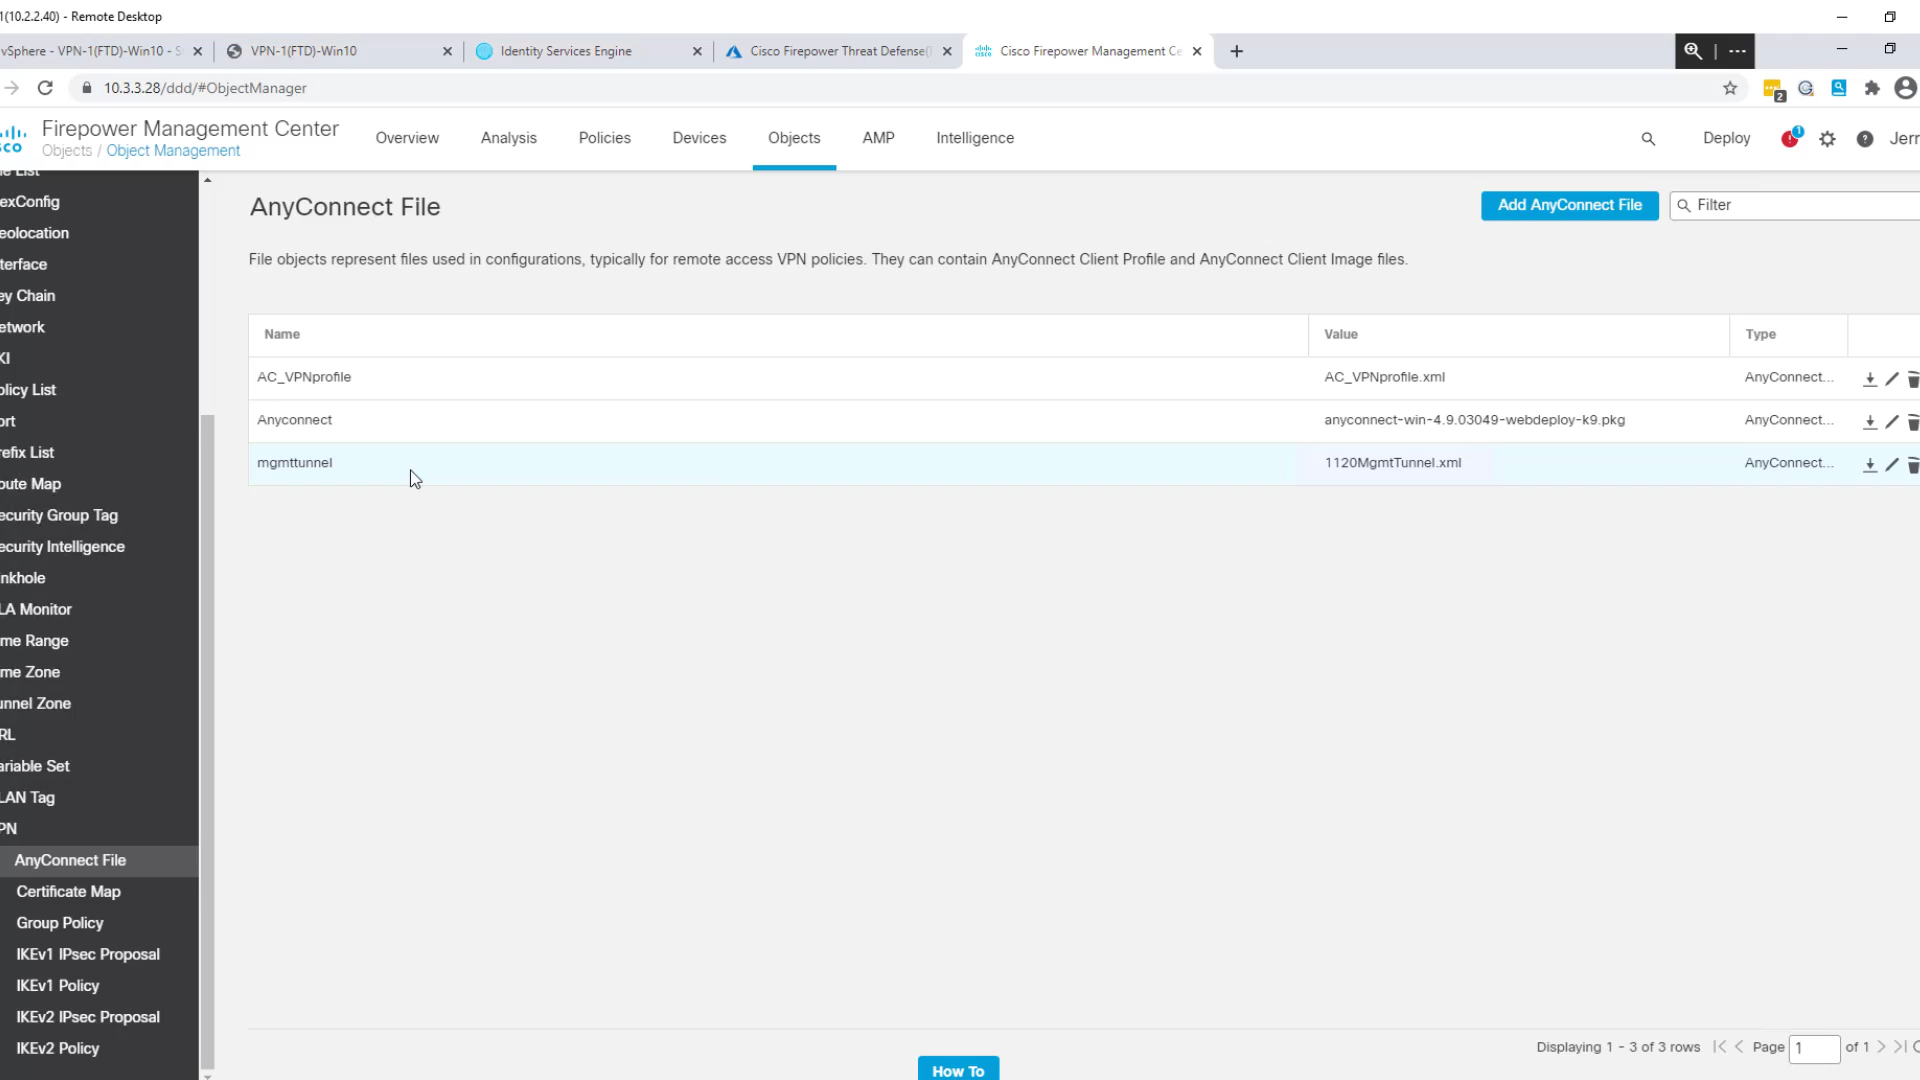 1(10.2.2.40) - Remote Desktop
vSphere - VPN-1(FTD)-Win10 - S
VPN-1(FTD)-Win10
Identity Services Engine
Cisco Firepower Threat Defense(
Cisco Firepower Management Ce
10.3.3.28/ddd/#ObjectManager
2
Firepower Management Center
Objects / Object Management
Overview
Analysis
Policies
Devices
Objects
AMP
Intelligence
Deploy
1
Jerr
sco
le List
exConfig
eolocation
terface
ey Chain
etwork
KI
olicy List
ort
refix List
oute Map
ecurity Group Tag
ecurity Intelligence
inkhole
LA Monitor
me Range
me Zone
unnel Zone
RL
ariable Set
LAN Tag
PN
AnyConnect File
Certificate Map
Group Policy
IKEv1 IPsec Proposal
IKEv1 Policy
IKEv2 IPsec Proposal
IKEv2 Policy
AnyConnect File
Add AnyConnect File
Filter
File objects represent files used in configurations, typically for remote access VPN policies. They can contain AnyConnect Client Profile and AnyConnect Client Image files.
Name Value Type
AC_VPNprofile AC_VPNprofile.xml AnyConnect...
Anyconnect anyconnect-win-4.9.03049-webdeploy-k9.pkg AnyConnect...
mgmttunnel 1120MgmtTunnel.xml AnyConnect...
Displaying 1 - 3 of 3 rows Page 1 of 1
How To